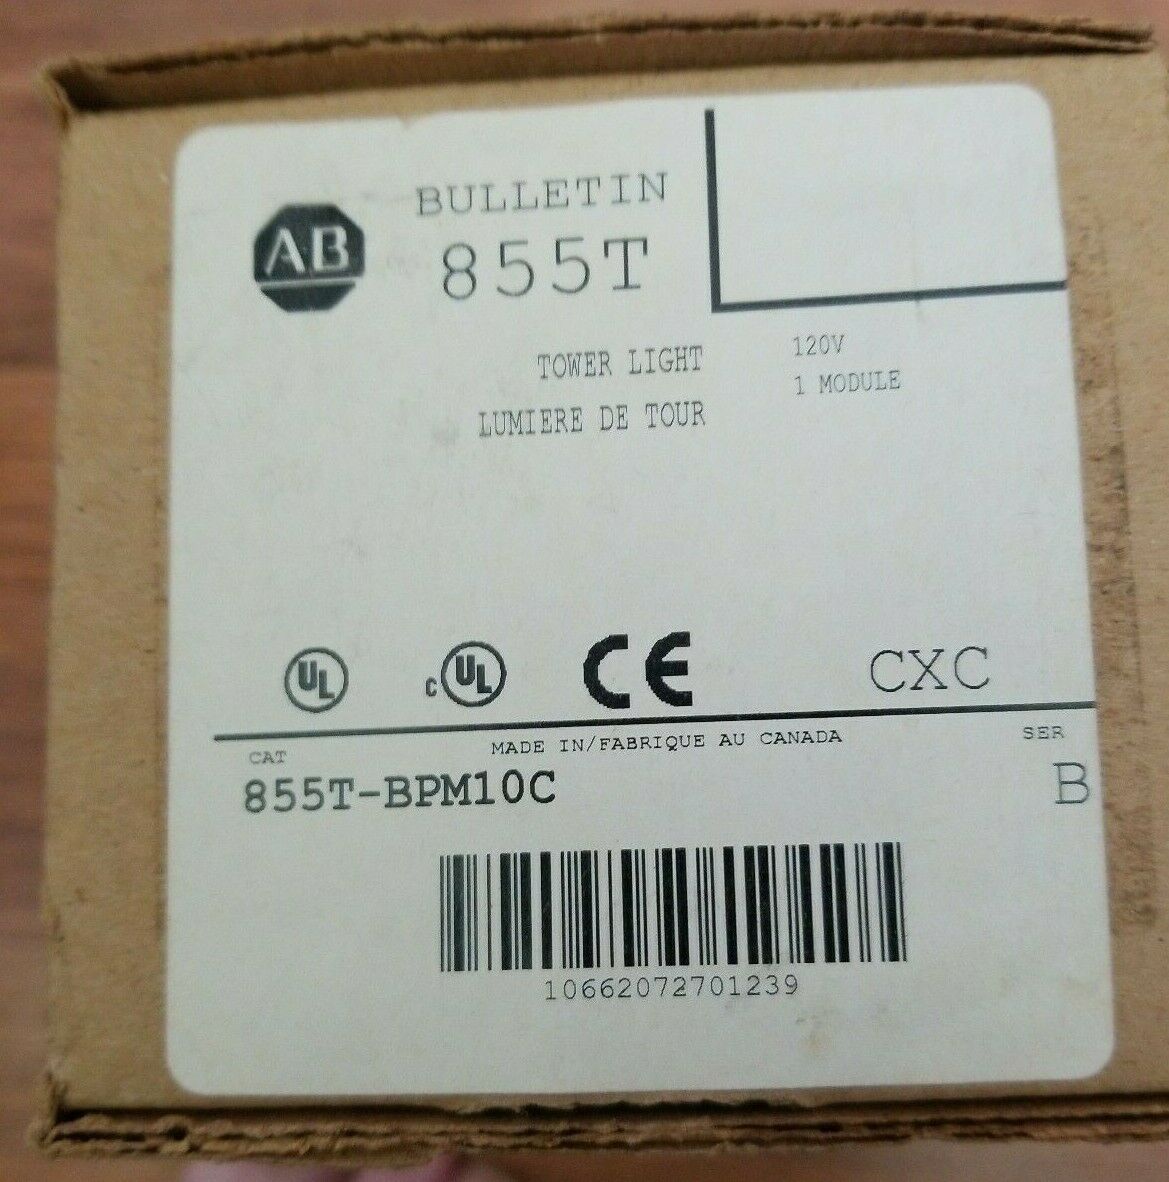 AB
BULLETIN
855T
TOWER LIGHT
LUMIERE DE TOUR
120V
1 MODULE
UL
C UL
CE
CXC
MADE IN/FABRIQUE AU CANADA
CAT
855T-BPM10C
SER
B
10662072701239